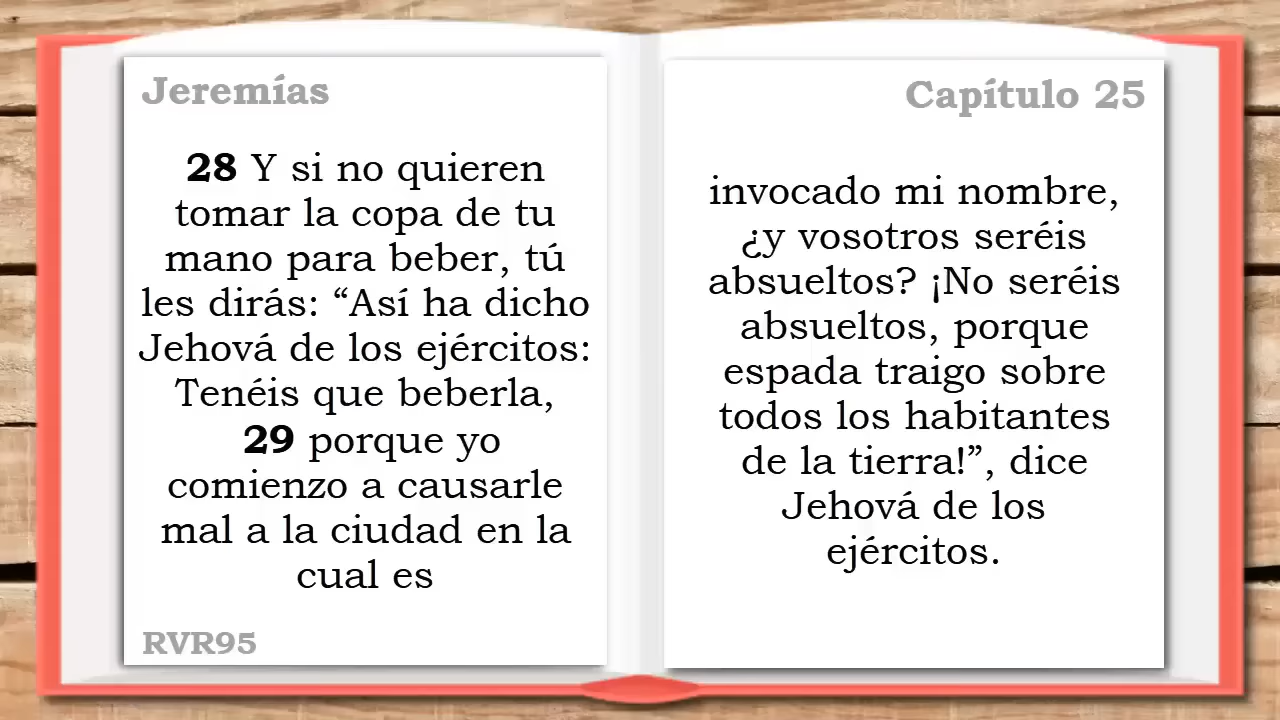 Jeremías
28 Y si no quieren
tomar la copa de tu
mano para beber, tú
les dirás: “Así ha dicho
Jehová de los ejércitos:
Tenéis que beberla,
29 porque yo
comienzo a causarle
mal a la ciudad en la
cual es
RVR95
Capítulo 25
invocado mi nombre,
¿y vosotros seréis
absueltos? ¡No seréis
absueltos, porque
espada traigo sobre
todos los habitantes
de la tierra!”, dice
Jehová de los
ejércitos.